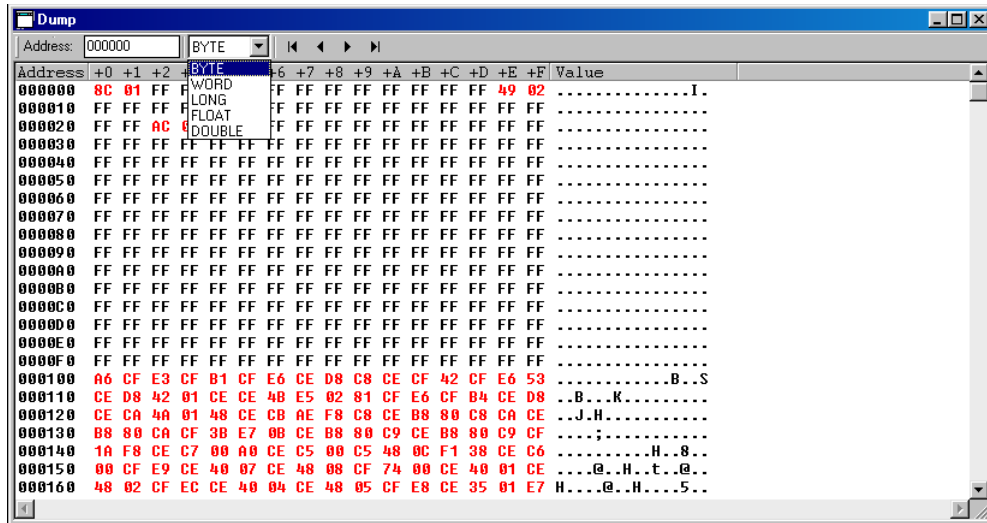 Dump
Address: 000000 BYTE
BYTE
WORD
LONG
FLOAT
DOUBLE
Address +0 +1 +2 +6 +7 +8 +9 +A +B +C +D +E +F Value
000000 8C 01 FF FF FF FF FF FF FF FF FF 49 02 ..............I.
000010 FF FF FF FF FF FF FF FF FF FF FF FF FF ................
000020 FF FF AC FF FF FF FF FF FF FF FF FF FF ................
000030 FF FF FF FF FF FF FF FF FF FF FF FF FF FF FF FF ................
000040 FF FF FF FF FF FF FF FF FF FF FF FF FF FF FF FF ................
000050 FF FF FF FF FF FF FF FF FF FF FF FF FF FF FF FF ................
000060 FF FF FF FF FF FF FF FF FF FF FF FF FF FF FF FF ................
000070 FF FF FF FF FF FF FF FF FF FF FF FF FF FF FF FF ................
000080 FF FF FF FF FF FF FF FF FF FF FF FF FF FF FF FF ................
000090 FF FF FF FF FF FF FF FF FF FF FF FF FF FF FF FF ................
0000A0 FF FF FF FF FF FF FF FF FF FF FF FF FF FF FF FF ................
0000B0 FF FF FF FF FF FF FF FF FF FF FF FF FF FF FF FF ................
0000C0 FF FF FF FF FF FF FF FF FF FF FF FF FF FF FF FF ................
0000D0 FF FF FF FF FF FF FF FF FF FF FF FF FF FF FF FF ................
0000E0 FF FF FF FF FF FF FF FF FF FF FF FF FF FF FF FF ................
0000F0 FF FF FF FF FF FF FF FF FF FF FF FF FF FF FF FF ................
000100 A6 CF E3 CF B1 CF E6 CE D8 C8 CE CF 42 CF E6 53 ............B..S
000110 CE D8 42 01 CE CE 4B E5 02 81 CF E6 CF B4 CE D8 ..B...K.........
000120 CE CA 4A 01 48 CE CB AE F8 C8 CE B8 80 C8 CA CE ..J.H...........
000130 B8 80 CA CF 3B E7 0B CE B8 80 C9 CE B8 80 C9 CF ....;...........
000140 1A F8 CE C7 00 A0 CE C5 00 C5 48 0C F1 38 CE C6 ..........H..8..
000150 00 CF E9 CE 40 07 CE 48 08 CF 74 00 CE 40 01 CE ....@..H..t..@..
000160 48 02 CF EC CE 40 04 CE 48 05 CF E8 CE 35 01 E7 H....@..H....5..